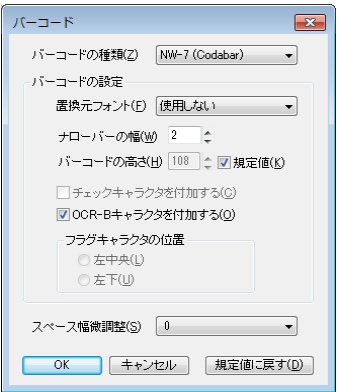 バーコード
バーコードの種類(Z) NW-7 (Codabar)
バーコードの設定
置換元フォント(F) 使用しない
ナローバーの幅(W) 2
バーコードの高さ(H) 108 規定値(K)
チェックキャラクタを付加する(C)
OCR-Bキャラクタを付加する(O)
フラグキャラクタの位置
左中央(L)
左下(U)
スペース幅微調整(S) 0
OK キャンセル 規定値に戻す(D)